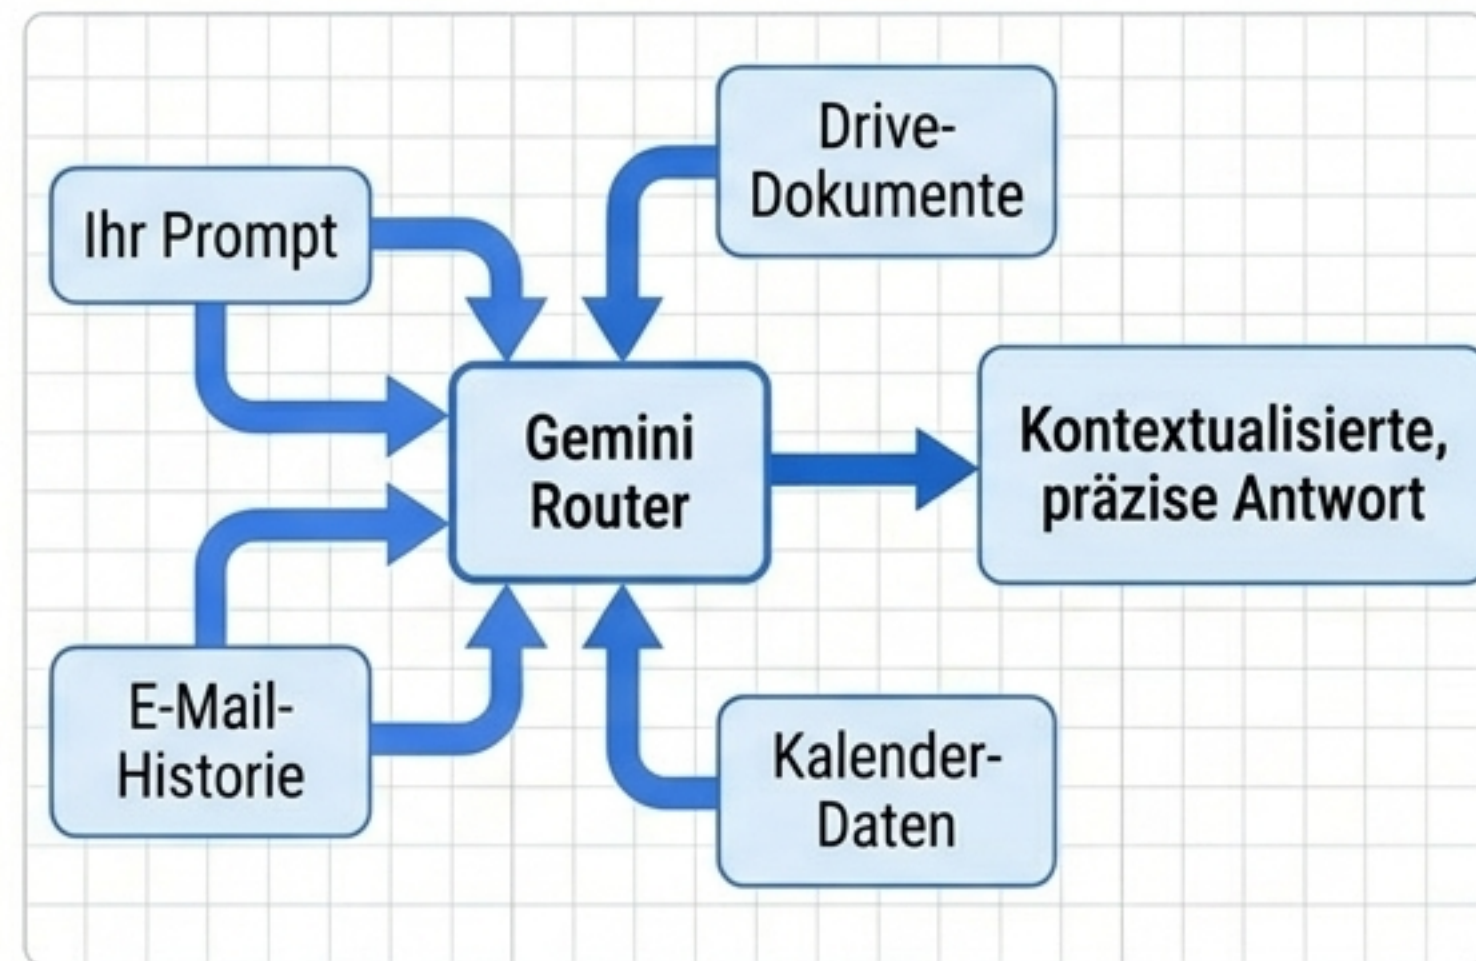 Drive-
Dokumente
Ihr Prompt
Gemini
Router
Kontextualisierte,
präzise Antwort
E-Mail-
Historie
Kalender-
Daten